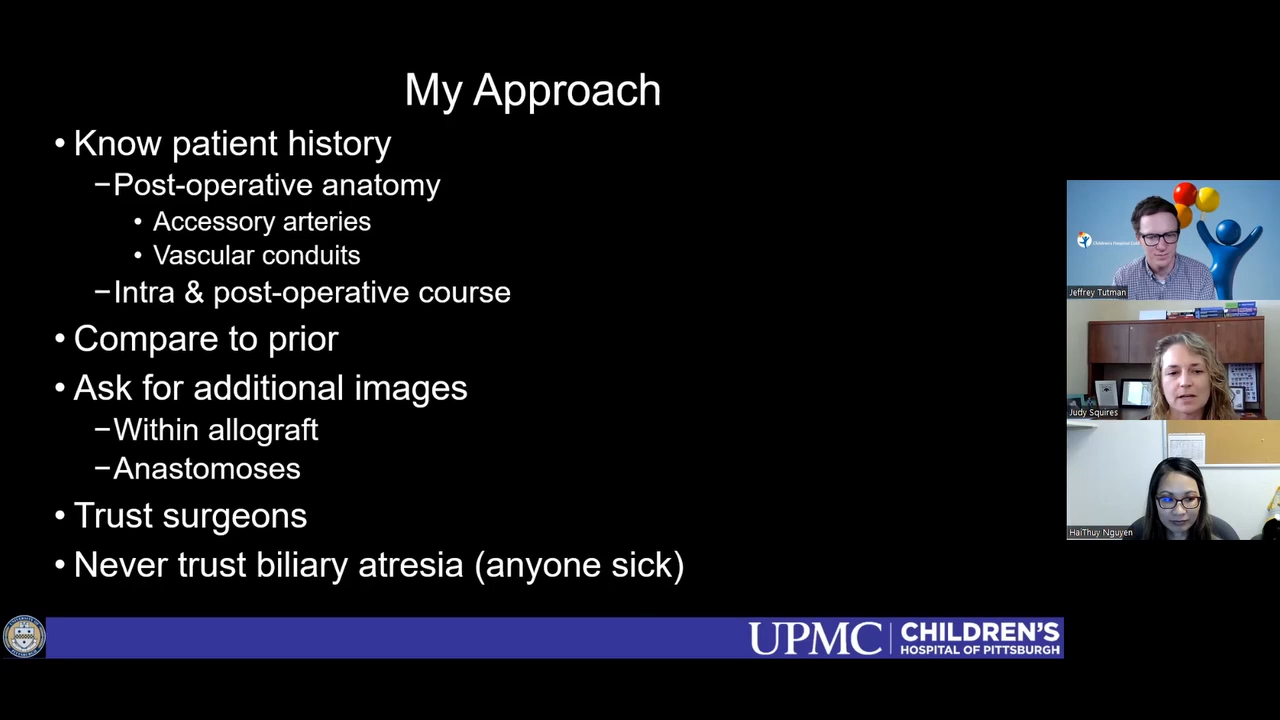 My Approach
• Know patient history
–Post-operative anatomy
• Accessory arteries
• Vascular conduits
–Intra & post-operative course
• Compare to prior
• Ask for additional images
–Within allograft
–Anastomoses
• Trust surgeons
• Never trust biliary atresia (anyone sick)
UPMC | CHILDREN'S
HOSPITAL OF PITTSBURGH
Jeffrey Tutman
Judy Squires
HaiThuy Nguyen